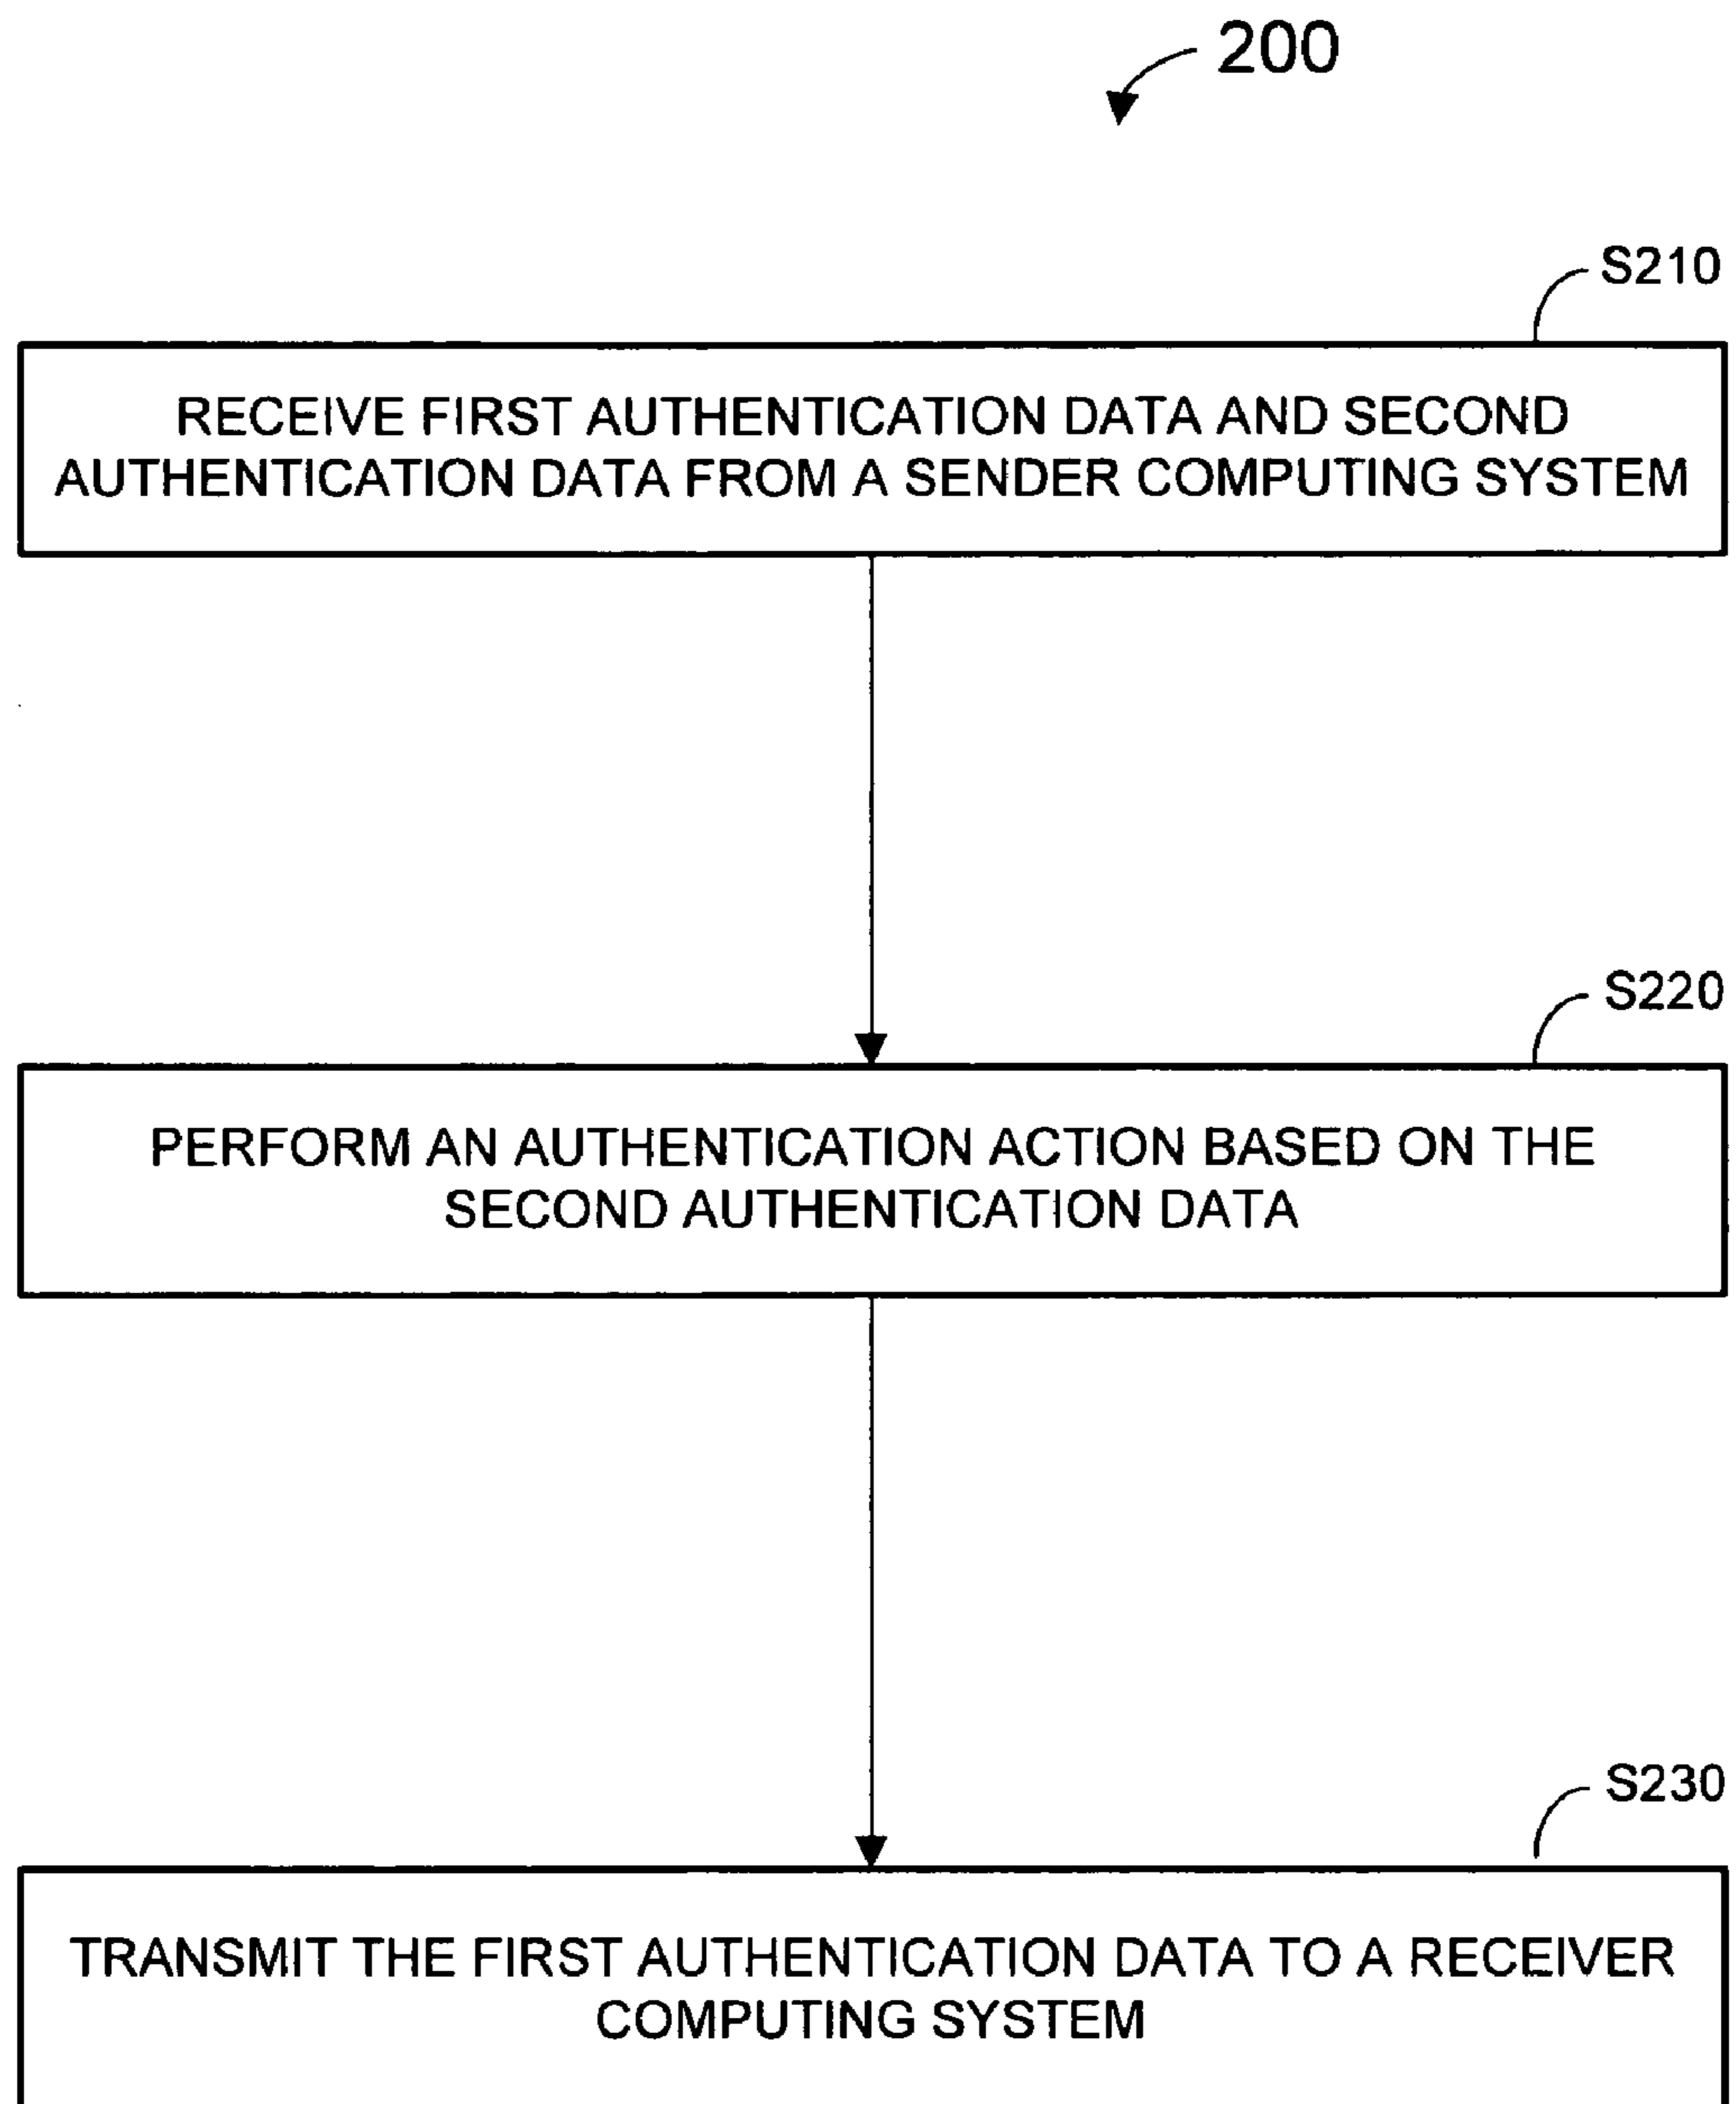 200
S210
RECEIVE FIRST AUTHENTICATION DATA AND SECOND
AUTHENTICATION DATA FROM A SENDER COMPUTING SYSTEM
S220
PERFORM AN AUTHENTICATION ACTION BASED ON THE
SECOND AUTHENTICATION DATA
S230
TRANSMIT THE FIRST AUTHENTICATION DATA TO A RECEIVER
COMPUTING SYSTEM